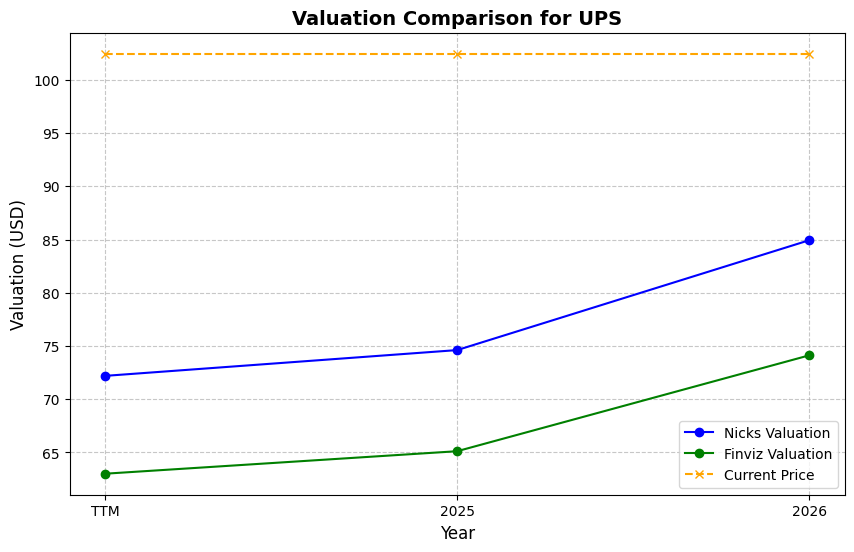 Valuation Comparison for UPS
Valuation (USD)
100
95
90
85
80
75
70
65
TTM
2025
2026
Year
Nicks Valuation
Finviz Valuation
Current Price